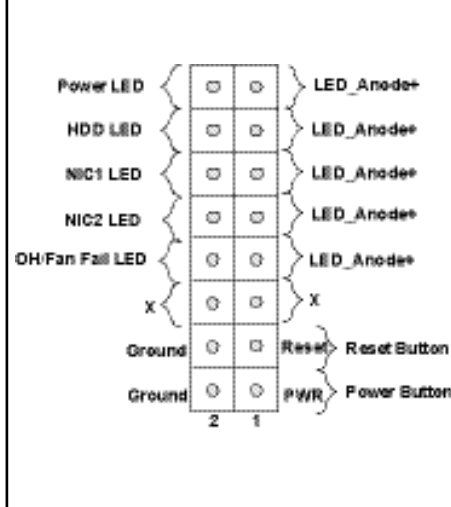 Power LED LED_Anode+
HDD LED LED_Anode+
NIC1 LED LED_Anode+
NIC2 LED LED_Anode+
OH/Fan Fail LED LED_Anode+
X X
Ground Reset Reset Button
Ground PWR Power Button
2 1